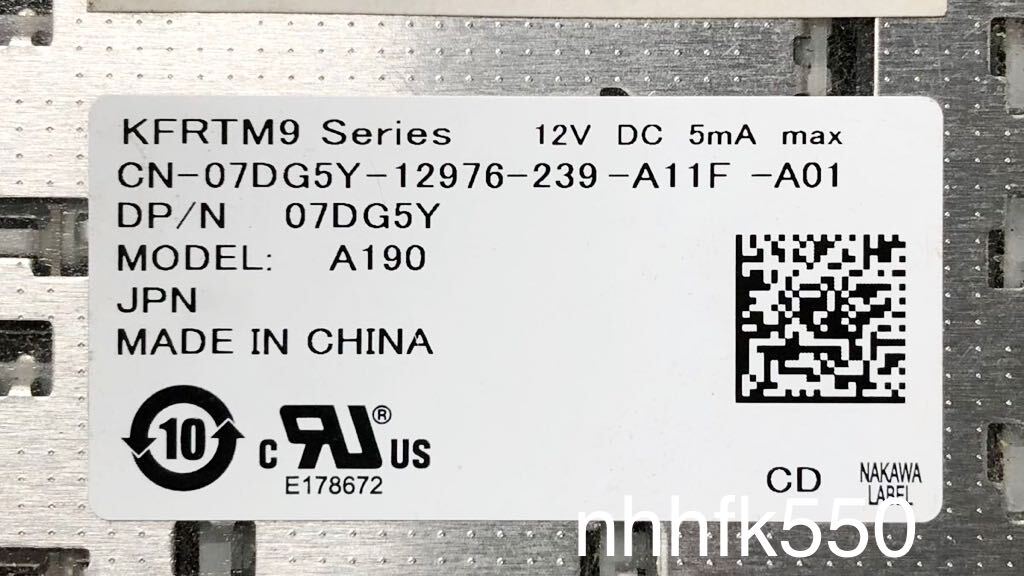 KFRTM9 Series 12V DC 5mA max
CN-07DG5Y-12976-239-A11F -A01
DP/N 07DG5Y
MODEL: A190
JPN
MADE IN CHINA
10
c RU® US
E178672
CD
NAKAWA
LABEL
nhhfk550